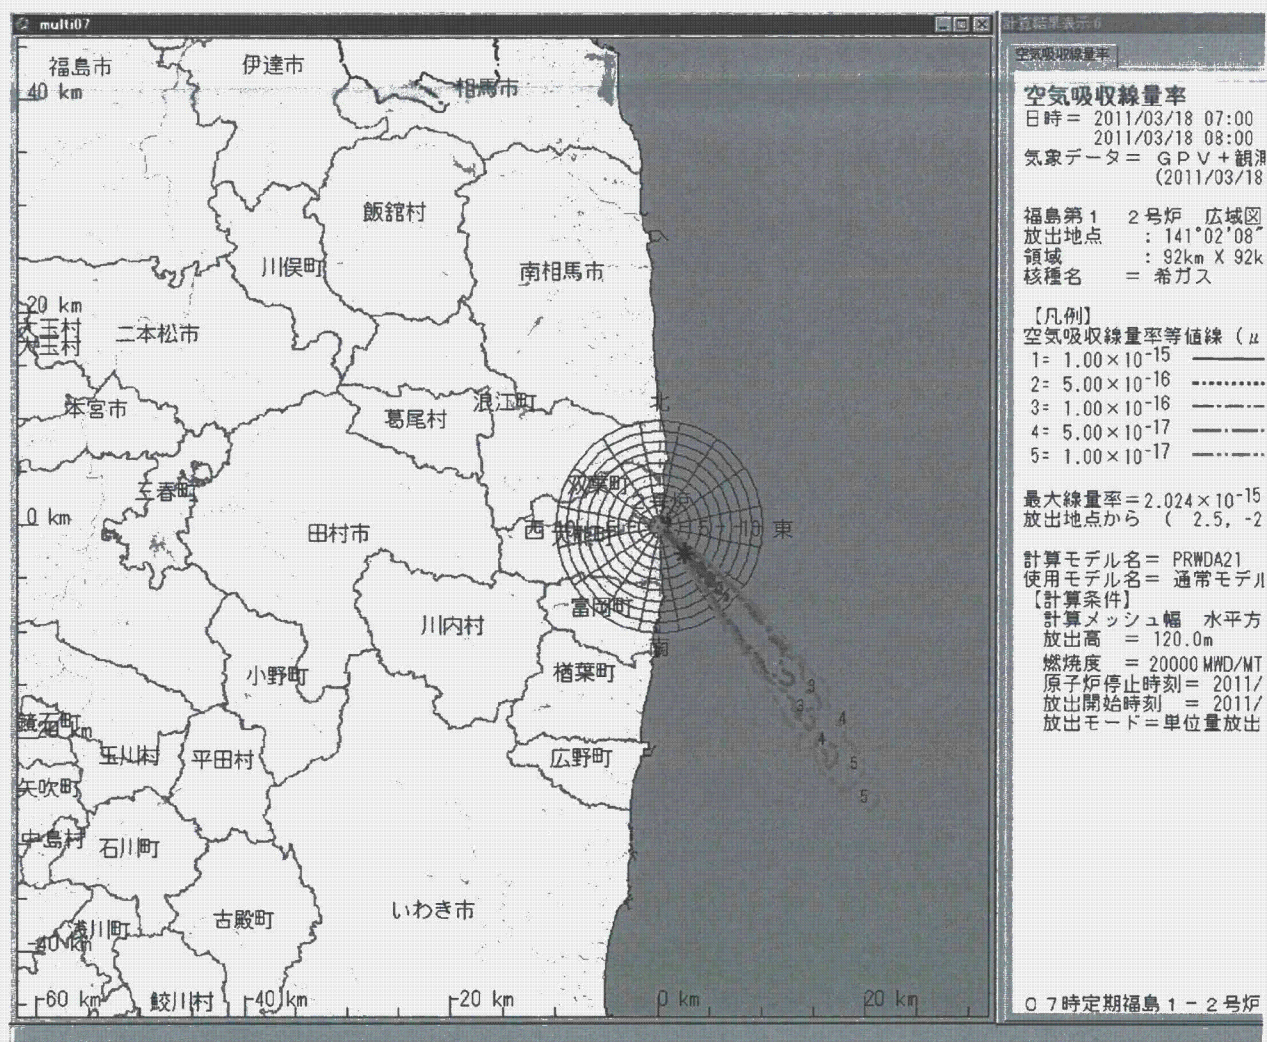 multi07
計算結果表示 6
空気吸収線量率
空気吸収線量率
日時＝ 2011/03/18 07:00
2011/03/18 08:00
気象データ＝ ＧＰＶ＋観測
(2011/03/18
福島第１ ２号炉 広域図
放出地点 : 141°02'08"
領域 : 92km X 92k
核種名 ＝ 希ガス
【凡例】
空気吸収線量率等値線（μ
1= 1.00×10-15
2= 5.00×10-16
3= 1.00×10-16
4= 5.00×10-17
5= 1.00×10-17
最大線量率＝2.024×10-15
放出地点から ( 2.5, -2
計算モデル名＝ PRWDA21
使用モデル名＝ 通常モデル
【計算条件】
計算メッシュ幅 水平方
放出高 ＝ 120.0m
燃焼度 ＝ 20000MWD/MT
原子炉停止時刻＝ 2011/
放出開始時刻 ＝ 2011/
放出モード＝単位量放出
０７時定期福島１－２号炉
福島市
伊達市
相馬市
40 km
飯舘村
川俣町
南相馬市
20 km
大玉村
大玉村
二本松市
本宮市
葛尾村
浪江町
北
三春町
双葉町
0 km
田村市
西
5
10
東
富岡町
川内村
南
小野町
楢葉町
3
3
4
4
鏡石町
玉川村
平田村
広野町
5
5
矢吹町
中島村
石川町
いわき市
浅川町
古殿町
-40 km
-60 km
鮫川村
-40 km
-20 km
0 km
20 km